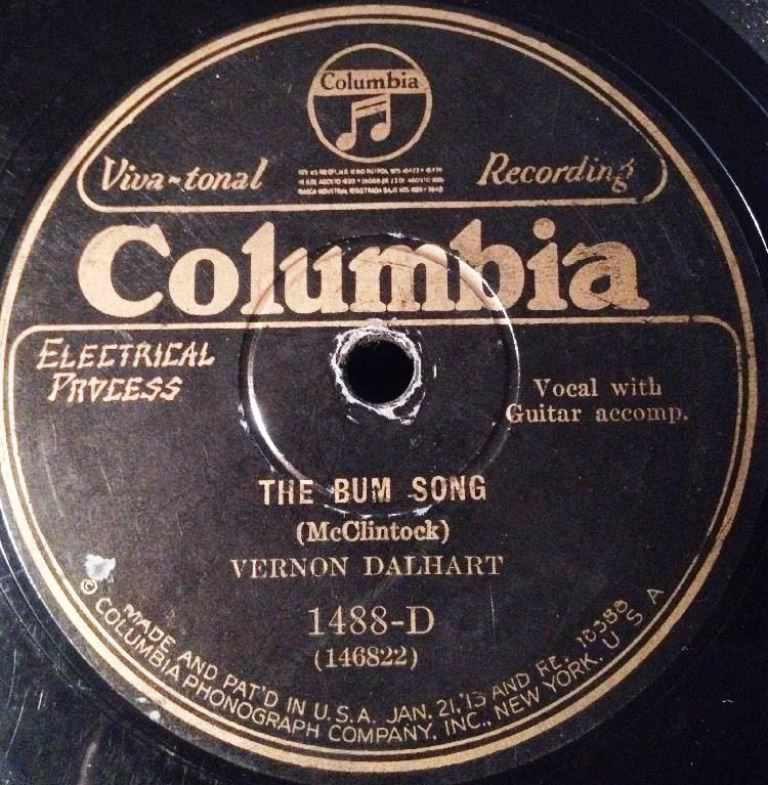 Columbia
Viva-tonal
Recording
Columbia
ELECTRICAL
PROCESS
Vocal with
Guitar accomp.
THE BUM SONG
(McClintock)
VERNON DALHART
1488-D
(146822)
MADE AND PAT'D IN U.S.A. JAN. 21,'13 AND RE. 16588
© COLUMBIA PHONOGRAPH COMPANY, INC., NEW YORK. U S A